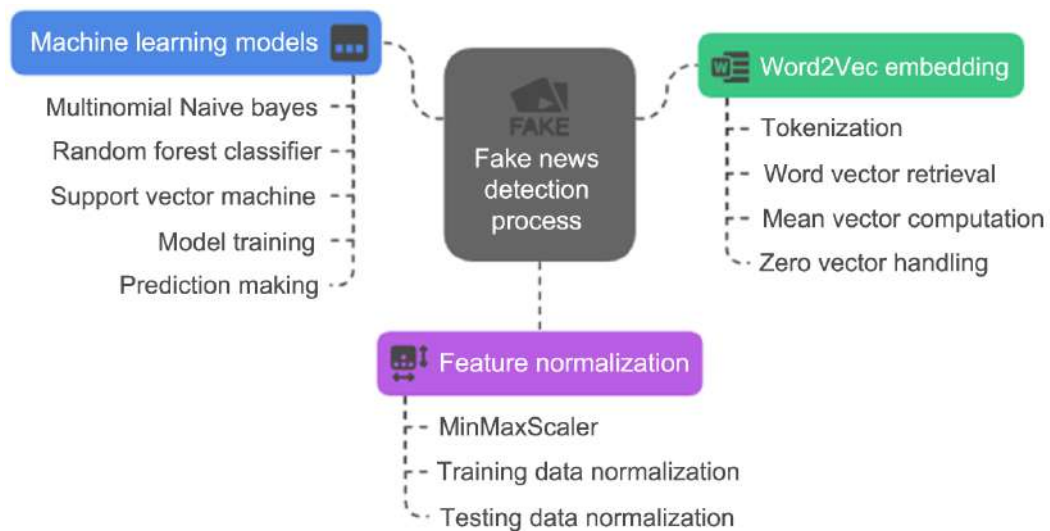 Machine learning models
Multinomial Naive bayes
Random forest classifier
Support vector machine
Model training
Prediction making
FAKE
Fake news
detection
process
W
Word2Vec embedding
Tokenization
Word vector retrieval
Mean vector computation
Zero vector handling
Feature normalization
MinMaxScaler
Training data normalization
Testing data normalization